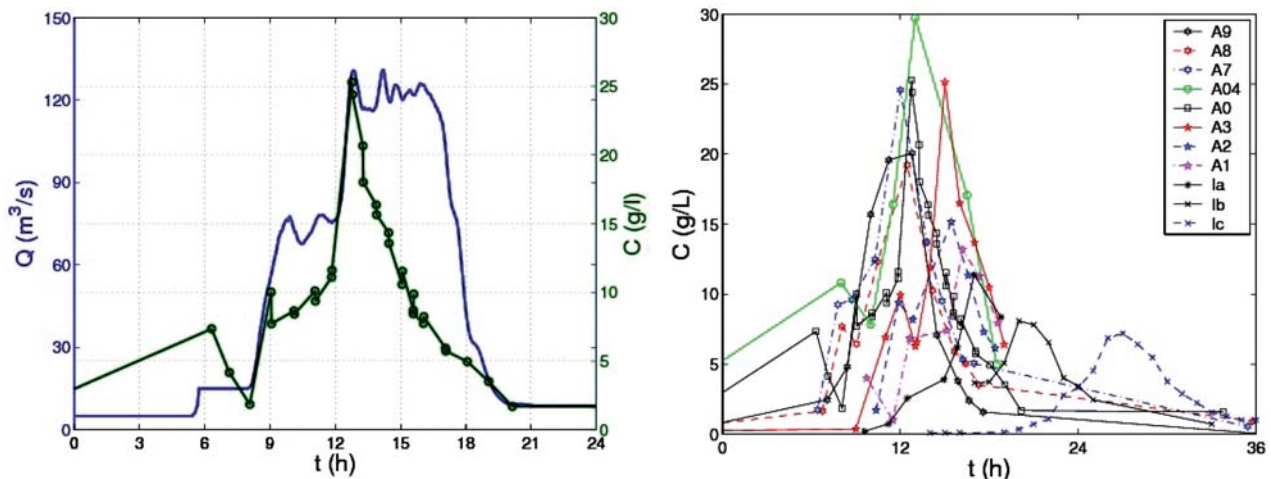 150
120
90
60
30
0
Q (m³/s)
0 3 6 9 12 15 18 21 24
t (h)
30
25
20
15
10
5
0
C (g/l)
30
25
20
15
10
5
0
C (g/L)
0 12 24 36
t (h)
A9
A8
A7
A04
A0
A3
A2
A1
Ia
Ib
Ic